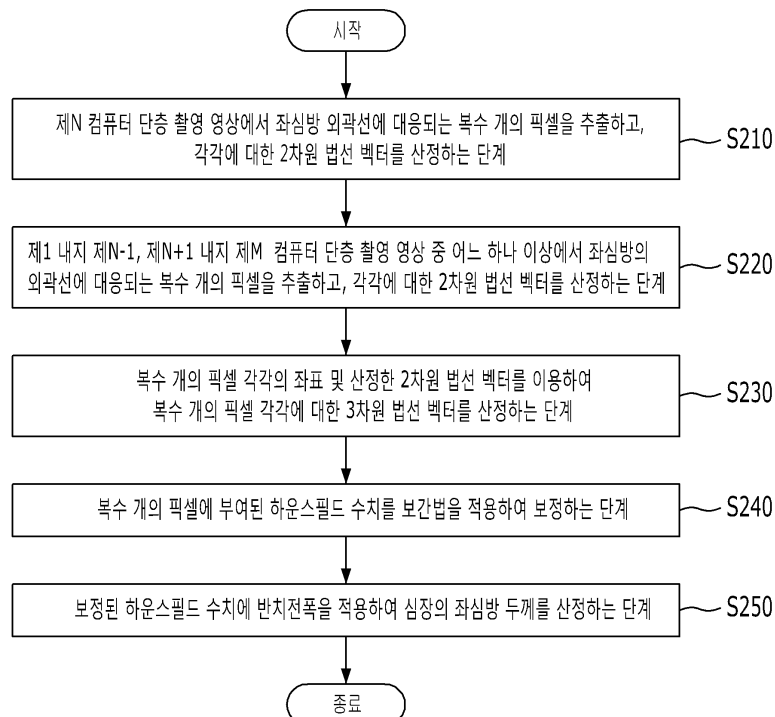 시작
제N 컴퓨터 단층 촬영 영상에서 좌심방 외곽선에 대응되는 복수 개의 픽셀을 추출하고,
각각에 대한 2차원 법선 벡터를 산정하는 단계
S210
제1 내지 제N-1, 제N+1 내지 제M 컴퓨터 단층 촬영 영상 중 어느 하나 이상에서 좌심방의
외곽선에 대응되는 복수 개의 픽셀을 추출하고, 각각에 대한 2차원 법선 벡터를 산정하는 단계
S220
복수 개의 픽셀 각각의 좌표 및 산정한 2차원 법선 벡터를 이용하여
복수 개의 픽셀 각각에 대한 3차원 법선 벡터를 산정하는 단계
S230
복수 개의 픽셀에 부여된 하운스필드 수치를 보간법을 적용하여 보정하는 단계
S240
보정된 하운스필드 수치에 반치전폭을 적용하여 심장의 좌심방 두께를 산정하는 단계
S250
종료